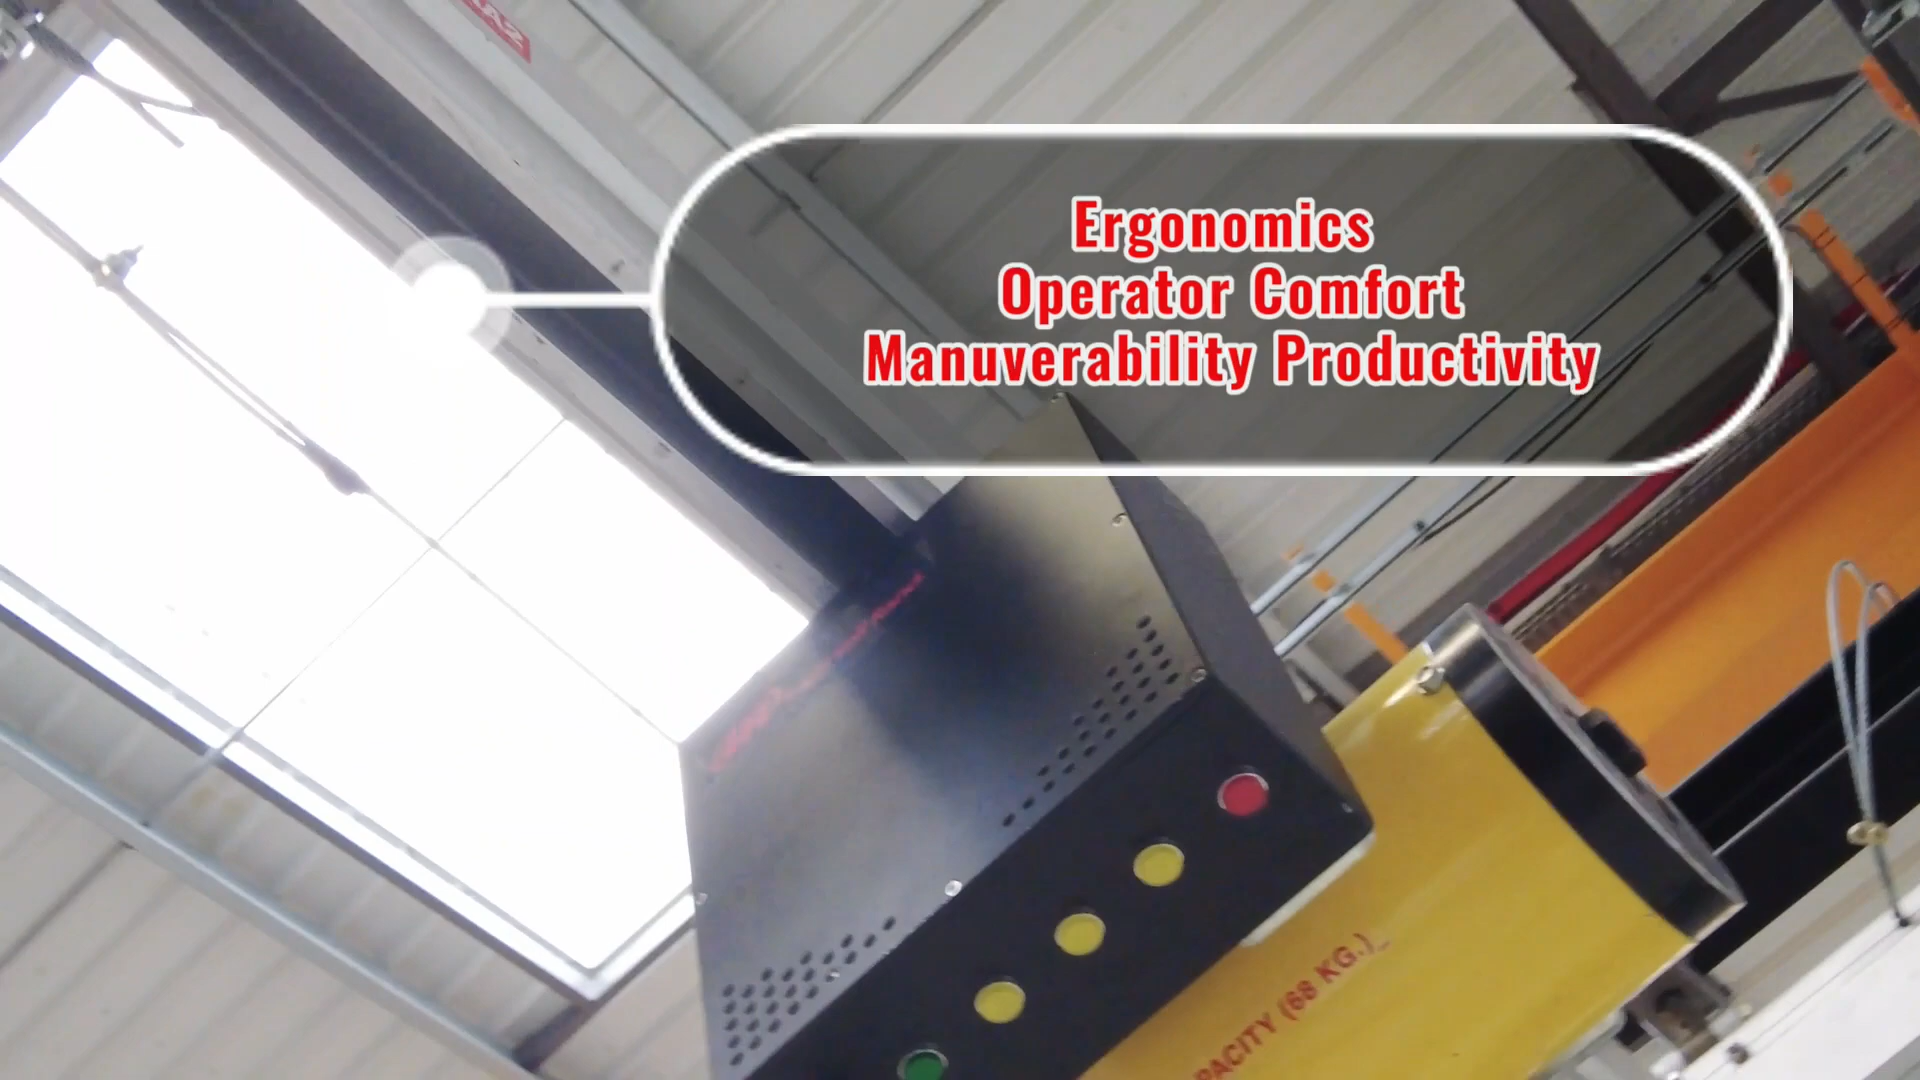 Ergonomics
Operator Comfort
Manuverability Productivity
PACITY (68 KG.)